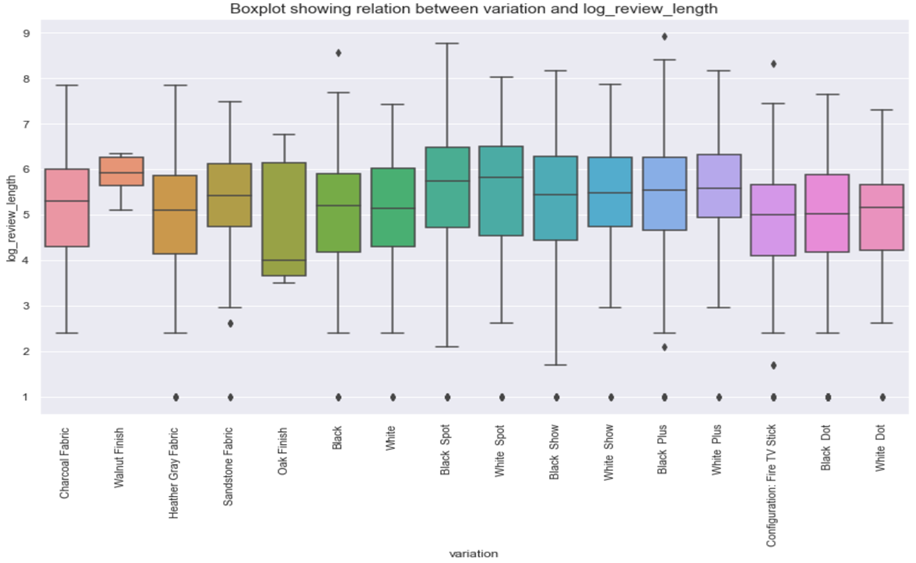 Boxplot showing relation between variation and log_review_length
log_review_length
9
8
7
6
5
4
3
2
1
Charcoal Fabric
Walnut Finish
Heather Gray Fabric
Sandstone Fabric
Oak Finish
Black
White
Black  Spot
White  Spot
Black  Show
White  Show
Black  Plus
White  Plus
Configuration: Fire TV Stick
Black  Dot
White  Dot
variation